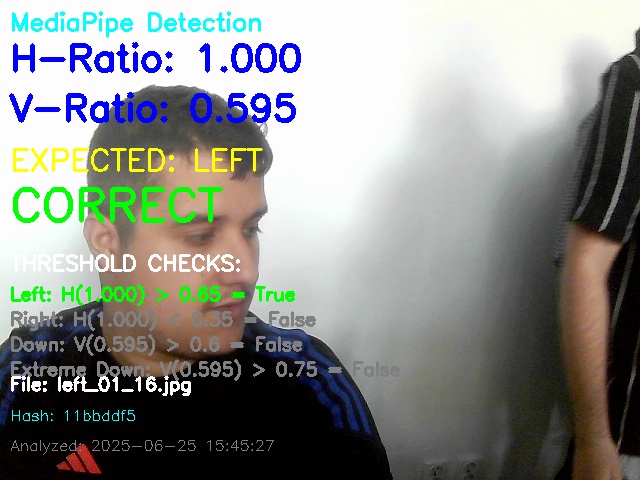 MediaPipe Detection
H-Ratio: 1.000
V-Ratio: 0.595
EXPECTED: LEFT
CORRECT
THRESHOLD CHECKS:
Left: H(1.000) > 0.65 = True
Right: H(1.000) < 0.35 = False
Down: V(0.595) > 0.6 = False
Extreme Down: V(0.595) > 0.75 = False
File: left_01_16.jpg
Hash: 11bbddf5
Analyzed: 2025-06-25 15:45:27